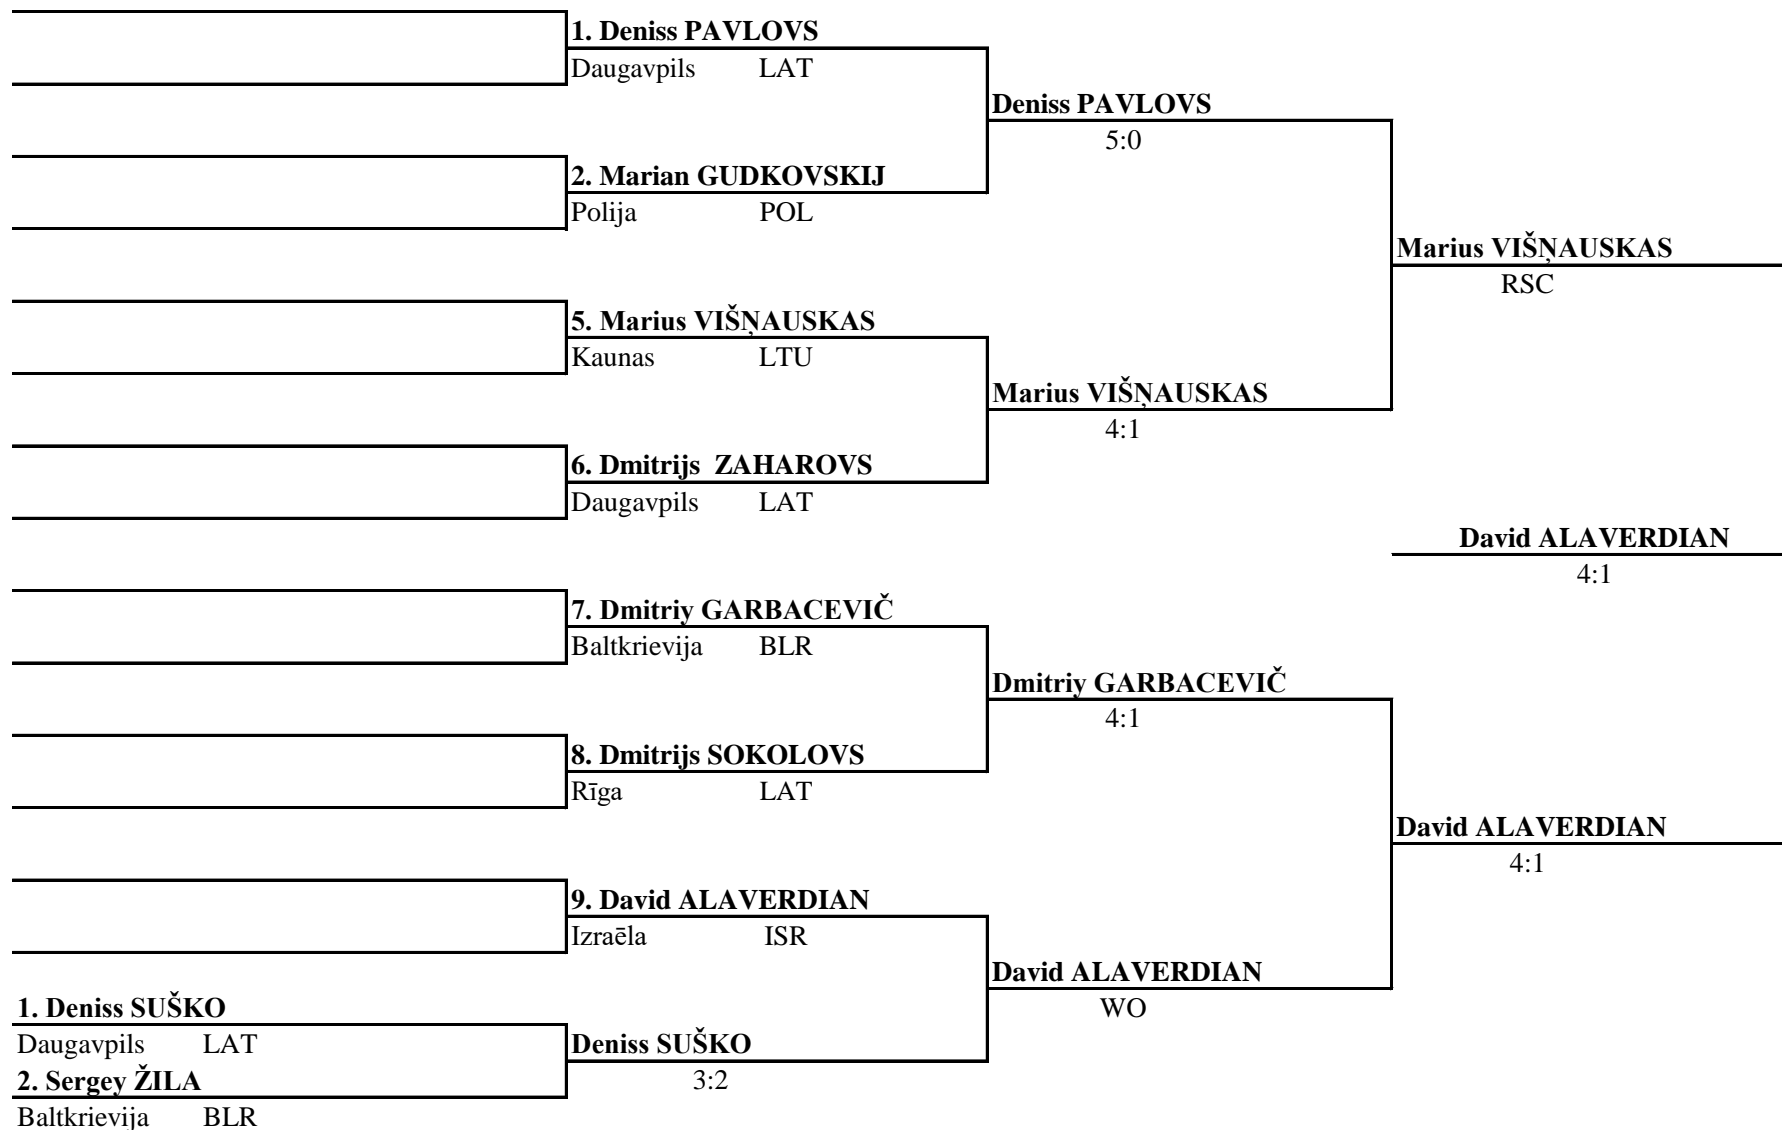 1. Deniss PAVLOVS
Daugavpils LAT
Deniss PAVLOVS
5:0
2. Marian GUDKOVSKIJ
Polija POL
Marius VIŠŅAUSKAS
RSC
5. Marius VIŠŅAUSKAS
Kaunas LTU
Marius VIŠŅAUSKAS
4:1
6. Dmitrijs ZAHAROVS
Daugavpils LAT
David ALAVERDIAN
4:1
7. Dmitriy GARBACEVIČ
Baltkrievija BLR
Dmitriy GARBACEVIČ
4:1
8. Dmitrijs SOKOLOVS
Rīga LAT
David ALAVERDIAN
4:1
9. David ALAVERDIAN
Izraēla ISR
David ALAVERDIAN
WO
1. Deniss SUŠKO
Daugavpils LAT
Deniss SUŠKO
3:2
2. Sergey ŽILA
Baltkrievija BLR